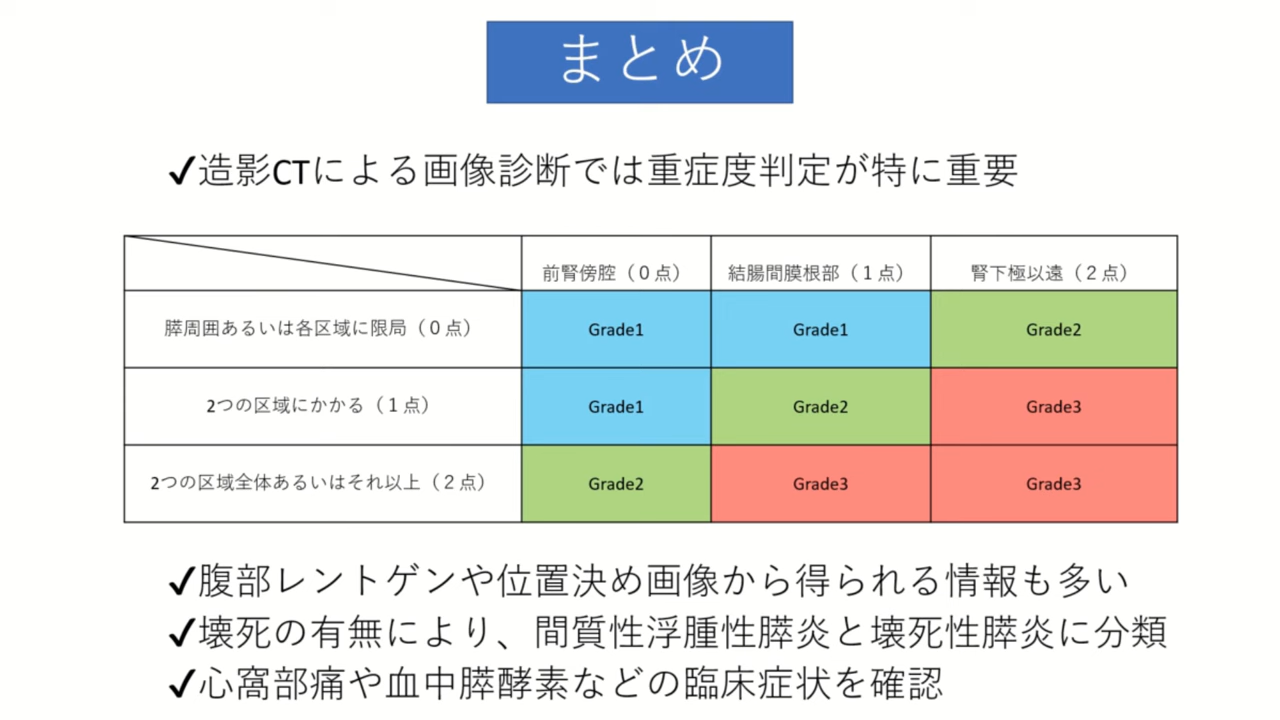 まとめ
✓造影CTによる画像診断では重症度判定が特に重要
前腎傍腔（０点） 結腸間膜根部（１点） 腎下極以遠（２点）
膵周囲あるいは各区域に限局（０点） Grade1 Grade1 Grade2
2つの区域にかかる（１点） Grade1 Grade2 Grade3
2つの区域全体あるいはそれ以上（２点） Grade2 Grade3 Grade3
✓腹部レントゲンや位置決め画像から得られる情報も多い
✓壊死の有無により、間質性浮腫性膵炎と壊死性膵炎に分類
✓心窩部痛や血中膵酵素などの臨床症状を確認